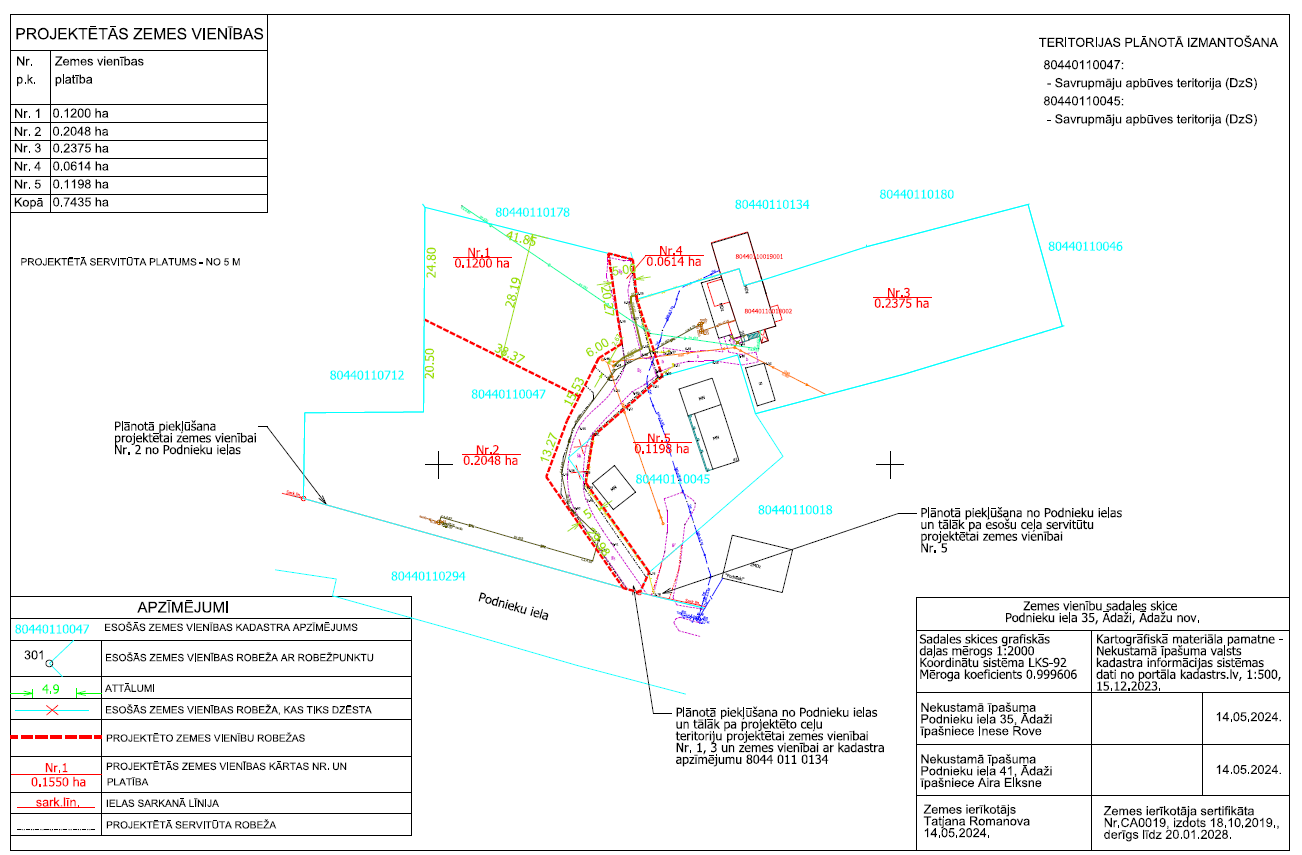 PROJEKTĒTĀS ZEMES VIENĪBAS
Nr. Zemes vienības
p.k. platība
Nr. 1 0.1200 ha
Nr. 2 0.2048 ha
Nr. 3 0.2375 ha
Nr. 4 0.0614 ha
Nr. 5 0.1198 ha
Kopā 0.7435 ha
PROJEKTĒTĀ SERVITŪTA PLATUMS - NO 5 M
TERITORIJAS PLĀNOTĀ IZMANTOŠANA
80440110047:
- Savrupmāju apbūves teritorija (DzS)
80440110045:
- Savrupmāju apbūves teritorija (DzS)
80440110178
80440110134
80440110180
80440110046
41.85
24.80
Nr.1
0.1200 ha
28.19
Nr.4
0.0614 ha
5.00
27.02
80440110019001
80440110019002
Nr.3
0.2375 ha
6.00
38.37
20.50
80440110712
80440110047
15.53
13.27
Nr.2
0.2048 ha
Nr.5
0.1198 ha
80440110045
80440110018
80440110294
Podnieku iela
Plānotā piekļūšana
projektētai zemes vienībai
Nr. 2 no Podnieku ielas
Plānotā piekļūšana no Podnieku ielas
un tālāk pa esošu ceļa servitūtu
projektētai zemes vienībai
Nr. 5
Plānotā piekļūšana no Podnieku ielas
un tālāk pa projektēto ceļu
teritoriju projektētai zemes vienībai
Nr. 1, 3 un zemes vienībai ar kadastra
apzīmējumu 8044 011 0134
APZĪMĒJUMI
80440110047 ESOŠĀS ZEMES VIENĪBAS KADASTRA APZĪMĒJUMS
301 ESOŠĀS ZEMES VIENĪBAS ROBEŽA AR ROBEŽPUNKTU
4.9 ATTĀLUMI
ESOŠĀS ZEMES VIENĪBAS ROBEŽA, KAS TIKS DZĒSTA
PROJEKTĒTO ZEMES VIENĪBU ROBEŽAS
Nr.1 PROJEKTĒTĀS ZEMES VIENĪBAS KĀRTAS NR. UN
0.1550 ha PLATĪBA
sark.līn. IELAS SARKANĀ LĪNIJA
PROJEKTĒTĀ SERVITŪTA ROBEŽA
Zemes vienību sadales skice
Podnieku iela 35, Ādaži, Ādažu nov.
Sadales skices grafiskās
daļas mērogs 1:2000
Koordinātu sistēma LKS-92
Mēroga koeficients 0.999606
Kartogrāfiskā materiāla pamatne -
Nekustamā īpašuma valsts
kadastra informācijas sistēmas
dati no portāla kadastrs.lv, 1:500,
15.12.2023.
Nekustamā īpašuma
Podnieku iela 35, Ādaži
īpašniece Inese Rove
14.05.2024.
Nekustamā īpašuma
Podnieku iela 41, Ādaži
īpašniece Aira Elksne
14.05.2024.
Zemes ierīkotājs
Tatjana Romanova
14.05.2024.
Zemes ierīkotāja sertifikāta
Nr.CA0019, izdots 18.10.2019.,
derīgs līdz 20.01.2028.